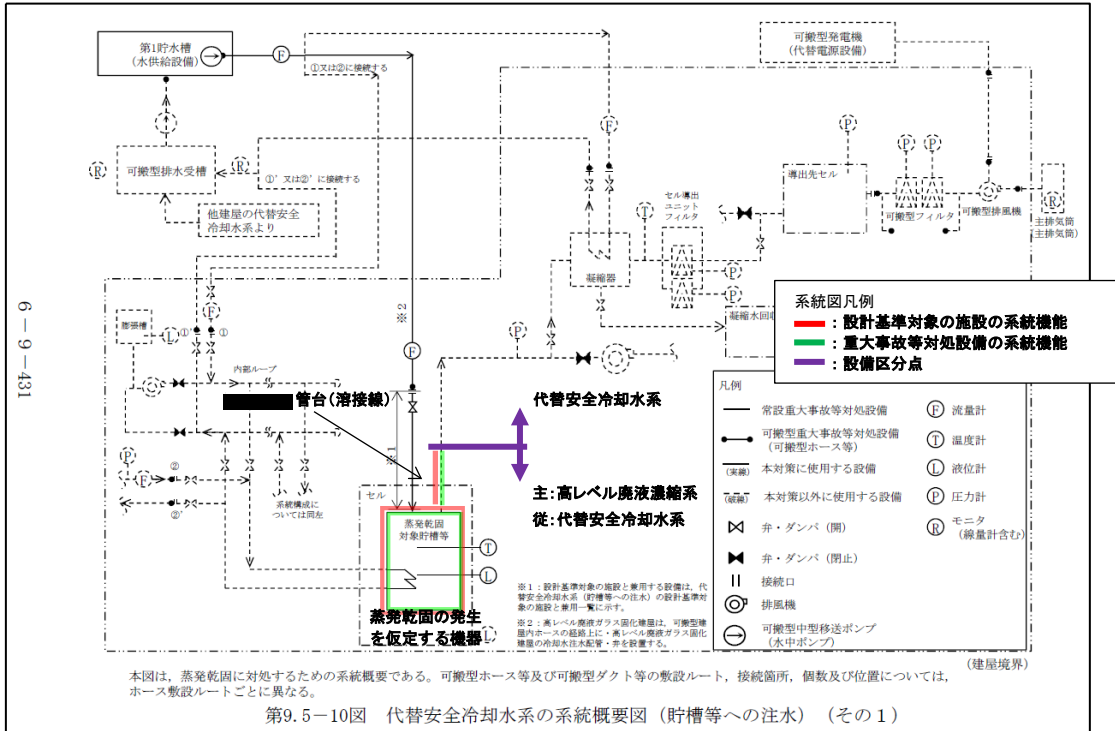 第1貯水槽
(水供給設備)
F
①又は②に接続する
可搬型発電機
(代替電源設備)
R
可搬型排水受槽
R
①'又は②'に接続する
F
他建屋の代替安全
冷却水系より
P
P
P
導出先セル
可搬型フィルタ
可搬型排風機
R
主排気筒
(主排気筒)
セル導出
ユニット
フィルタ
T
凝縮器
P
P
凝縮水回収
※2
膨張槽
L
F
①'
①
内部ループ
F
P
管台(溶接線)
代替安全冷却水系
※1
P
F
②
②'
系統構成に
ついては同左
セル
蒸発乾固
対象貯槽等
T
L
主:高レベル廃液濃縮系
従:代替安全冷却水系
蒸発乾固の発生
を仮定する機器
L
※1:設計基準対象の施設と兼用する設備は、代
替安全冷却水系(貯槽等への注水)の設計基準対
象の施設と兼用一覧に示す。
※2:高レベル廃液ガラス固化建屋は、可搬型建
屋内ホースの経路上に・高レベル廃液ガラス固化
建屋の冷却水注水配管・弁を設置する。
系統図凡例
:設計基準対象の施設の系統機能
:重大事故等対処設備の系統機能
:設備区分点
凡例
常設重大事故等対処設備
可搬型重大事故等対処設備
(可搬型ホース等)
(実線) 本対策に使用する設備
(破線) 本対策以外に使用する設備
弁・ダンパ(開)
弁・ダンパ(閉止)
接続口
排風機
可搬型中型移送ポンプ
(水中ポンプ)
F 流量計
T 温度計
L 液位計
P 圧力計
R モニタ
(線量計含む)
(建屋境界)
本図は,蒸発乾固に対処するための系統概要である。可搬型ホース等及び可搬型ダクト等の敷設ルート,接続箇所,個数及び位置については,
ホース敷設ルートごとに異なる。
第9.5-10図 代替安全冷却水系の系統概要図(貯槽等への注水)(その1)
6-9-431